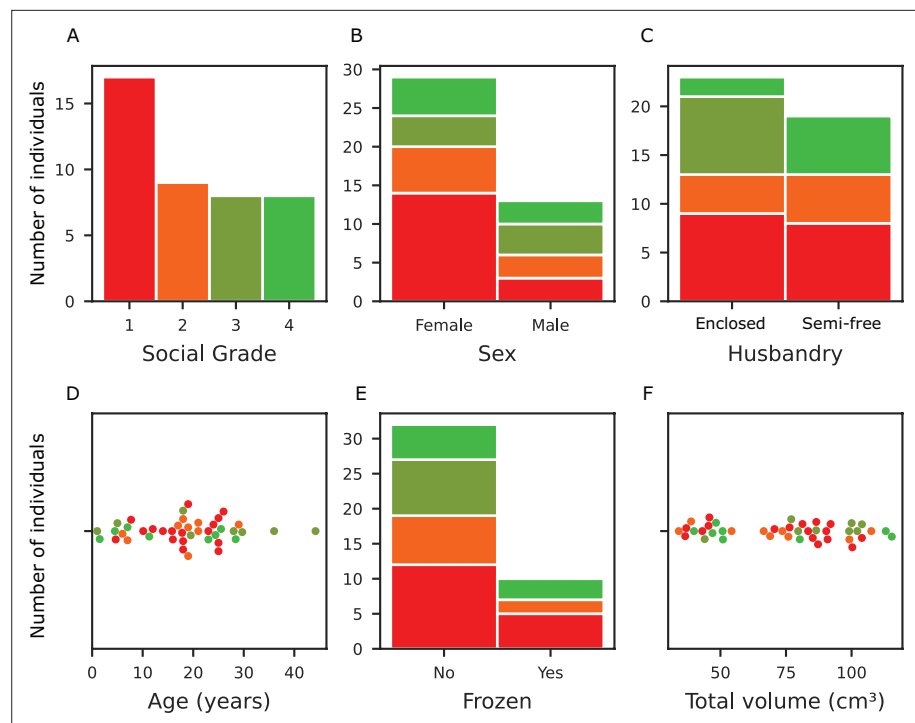 A
B
C
Number of individuals
15
10
5
0
1 2 3 4
Social Grade
30
25
20
15
10
5
0
Female Male
Sex
20
15
10
5
0
Enclosed Semi-free
Husbandry
D
E
F
Number of individuals
0 10 20 30 40
Age (years)
30
25
20
15
10
5
0
No Yes
Frozen
50 75 100
Total volume (cm³)